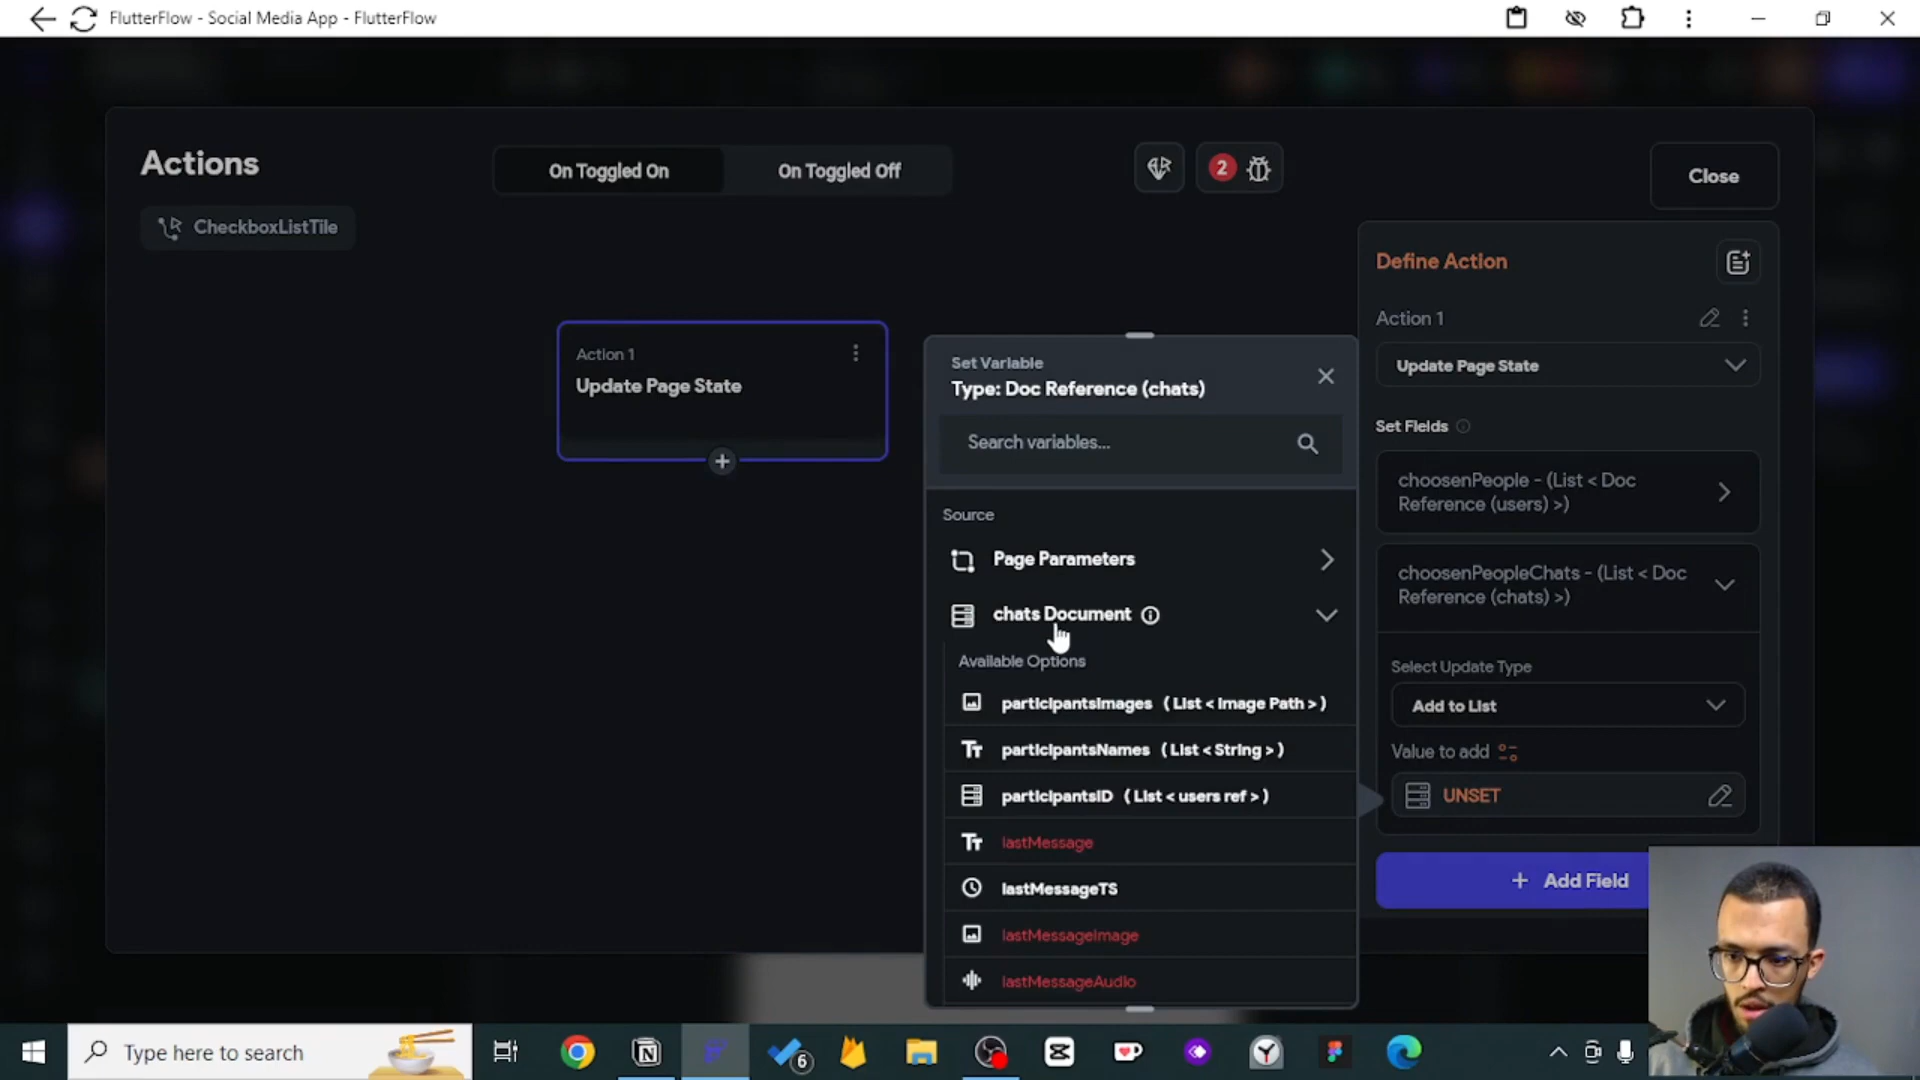 FlutterFlow - Social Media App - FlutterFlow
Actions
On Toggled On
On Toggled Off
2
Close
CheckboxListTile
Define Action
Action 1
Update Page State
Action 1
Update Page State
Set Fields
choosenPeople - (List < Doc
Reference (users) >)
choosenPeopleChats - (List < Doc
Reference (chats) >)
Select Update Type
Add to List
Value to add
UNSET
+ Add Field
Set Variable
Type: Doc Reference (chats)
Search variables...
Source
Page Parameters
chats Document
Available Options
participantsImages ( List < Image Path > )
participantsNames ( List < String > )
participantsID ( List < users ref > )
lastMessage
lastMessageTS
lastMessageImage
lastMessageAudio
Type here to search
6